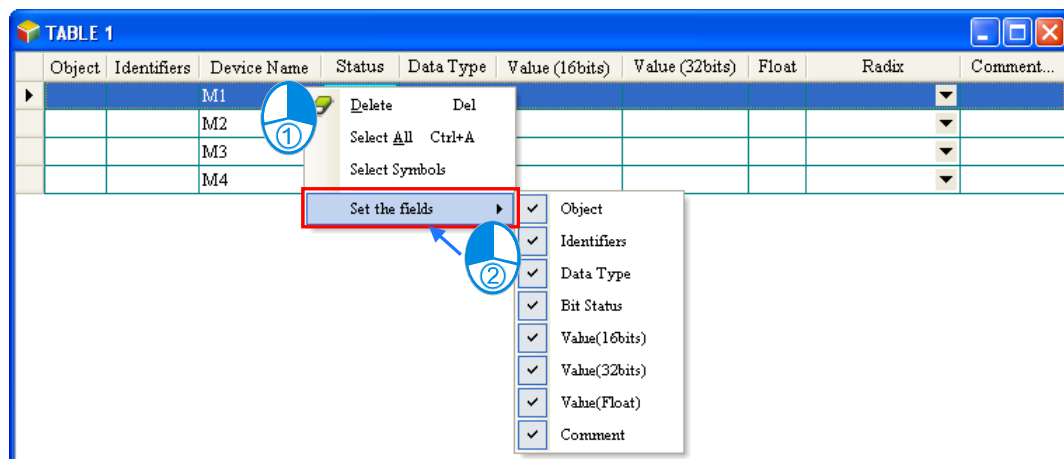 TABLE 1
Object Identifiers Device Name Status Data Type Value (16bits) Value (32bits) Float Radix Comment...
M1
M2
M3
M4
Delete Del
Select All Ctrl+A
Select Symbols
Set the fields
1
2
Object
Identifiers
Data Type
Bit Status
Value(16bits)
Value(32bits)
Value(Float)
Comment